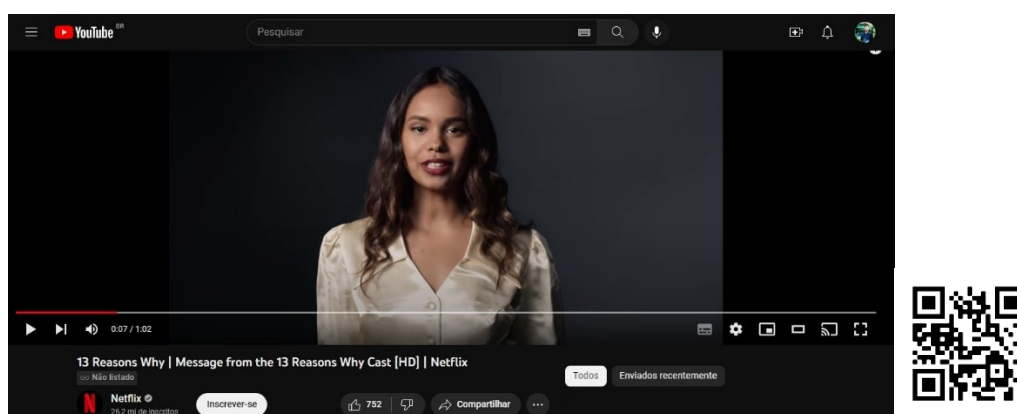 YouTube BR
Pesquisar
0:07 / 1:02
13 Reasons Why | Message from the 13 Reasons Why Cast [HD] | Netflix
Não listado
Todos
Enviados recentemente
Netflix
26,2 mi de inscritos
Inscrever-se
752
Compartilhar